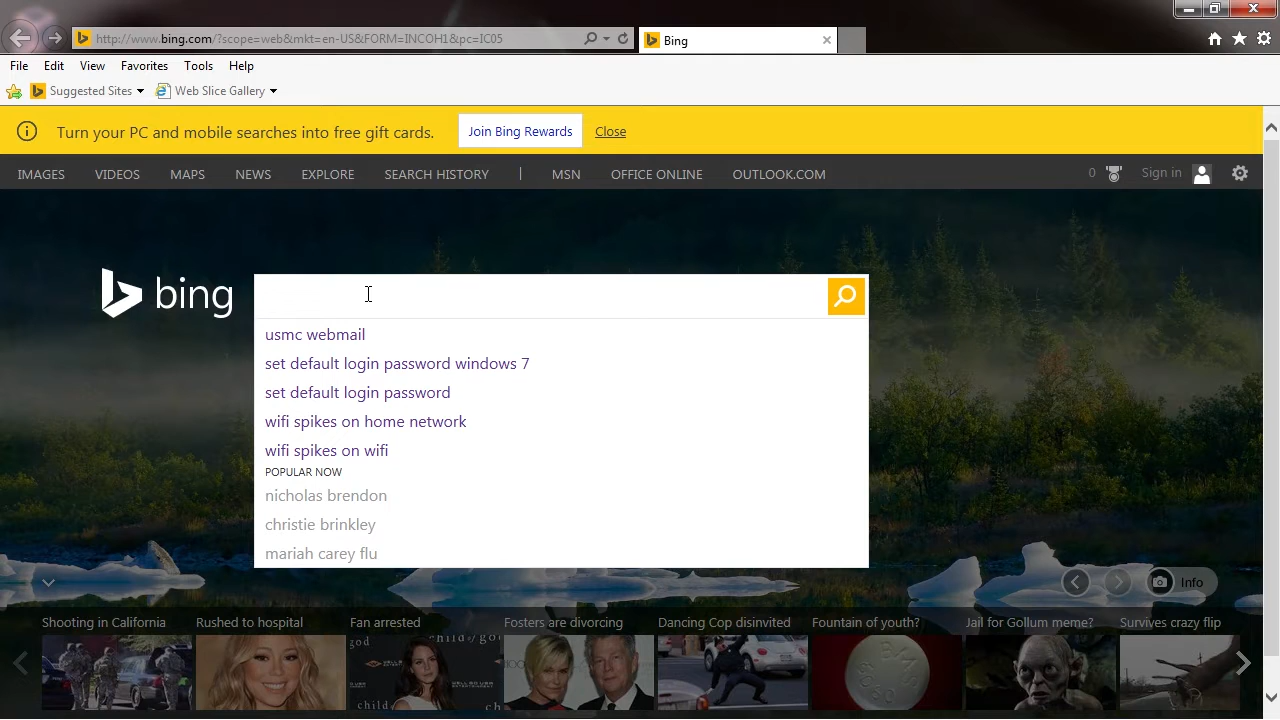 http://www.bing.com/?scope=web&mkt=en-US&FORM=INCOH1&pc=IC05
Bing
File Edit View Favorites Tools Help
Suggested Sites Web Slice Gallery
Turn your PC and mobile searches into free gift cards. Join Bing Rewards Close
IMAGES VIDEOS MAPS NEWS EXPLORE SEARCH HISTORY | MSN OFFICE ONLINE OUTLOOK.COM 0 Sign in
bing
usmc webmail
set default login password windows 7
set default login password
wifi spikes on home network
wifi spikes on wifi
POPULAR NOW
nicholas brendon
christie brinkley
mariah carey flu
Info
Shooting in California Rushed to hospital Fan arrested Fosters are divorcing Dancing Cop disinvited Fountain of youth? Jail for Gollum meme? Survives crazy flip